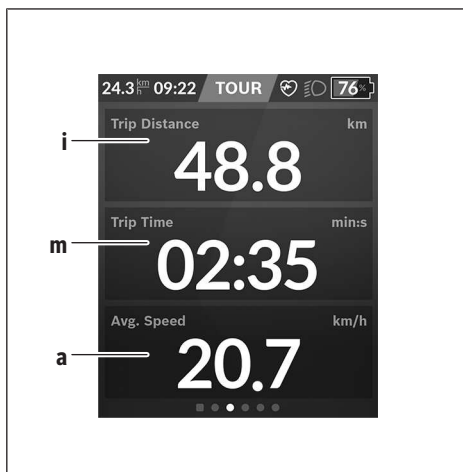 24.3 km/h 09:22 TOUR 76%
Trip Distance km
i
48.8
Trip Time min:s
m
02:35
Avg. Speed km/h
a
20.7